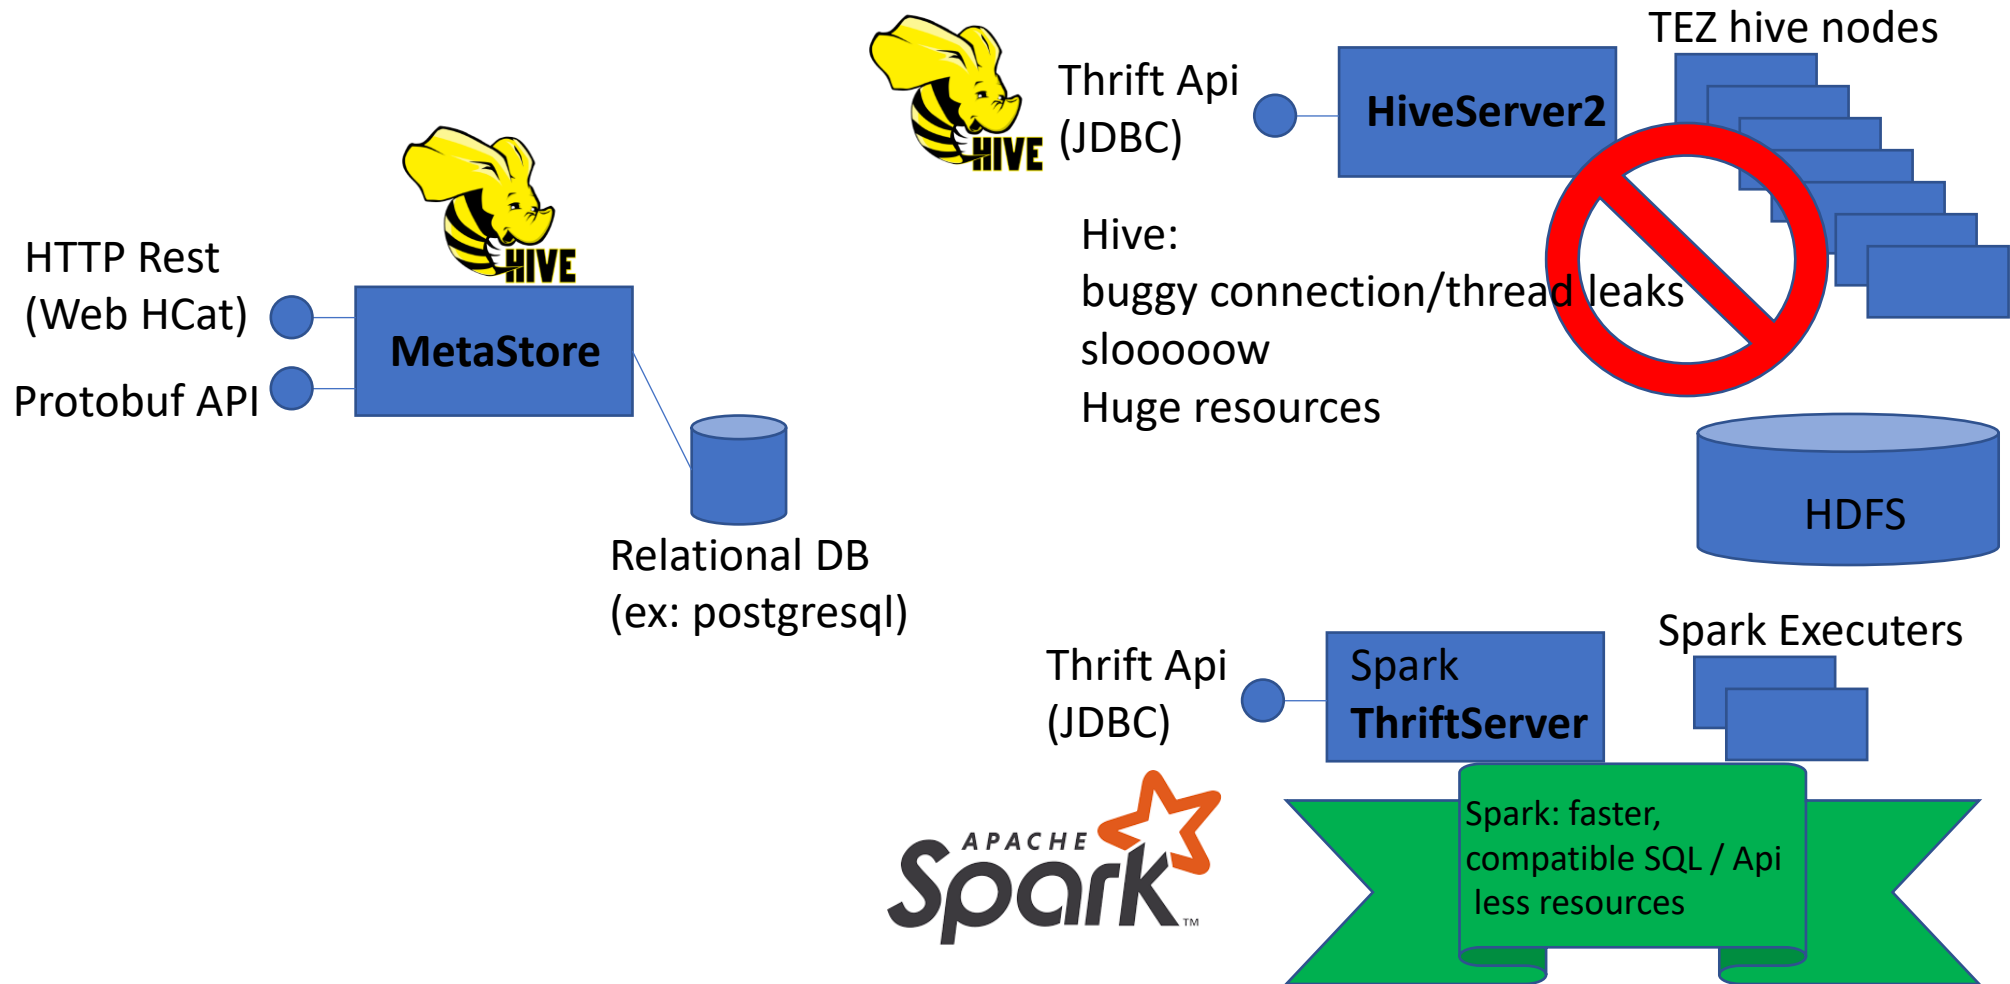 HIVE
HTTP Rest
(Web HCat)
Protobuf API
MetaStore
Relational DB
(ex: postgresql)
HIVE
Thrift Api
(JDBC)
HiveServer2
TEZ hive nodes
Hive:
buggy connection/thread leaks
slooooow
Huge resources
HDFS
Thrift Api
(JDBC)
Spark
ThriftServer
Spark Executers
APACHE
Spark
TM
Spark: faster,
compatible SQL / Api
less resources